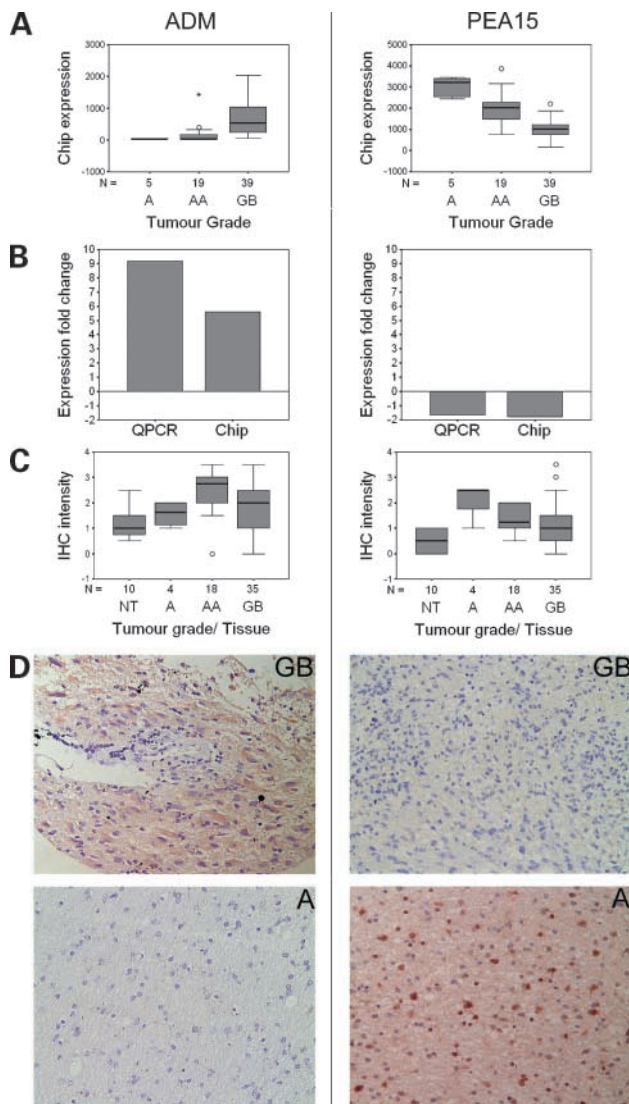 ADM
PEA15
A
Chip expression
3000
2000
1000
0
-1000
N =
5
19
39
A
AA
GB
Tumour Grade
Chip expression
5000
4000
3000
2000
1000
0
-1000
N =
5
19
39
A
AA
GB
Tumour Grade
B
Expression fold change
10
9
8
7
6
5
4
3
2
1
0
-1
-2
QPCR
Chip
Expression fold change
10
9
8
7
6
5
4
3
2
1
0
-1
-2
QPCR
Chip
C
IHC intensity
4
3
2
1
0
-1
N =
10
4
18
35
NT
A
AA
GB
Tumour grade/ Tissue
IHC intensity
4
3
2
1
0
-1
N =
10
4
18
35
NT
A
AA
GB
Tumour grade/ Tissue
D
GB
GB
A
A